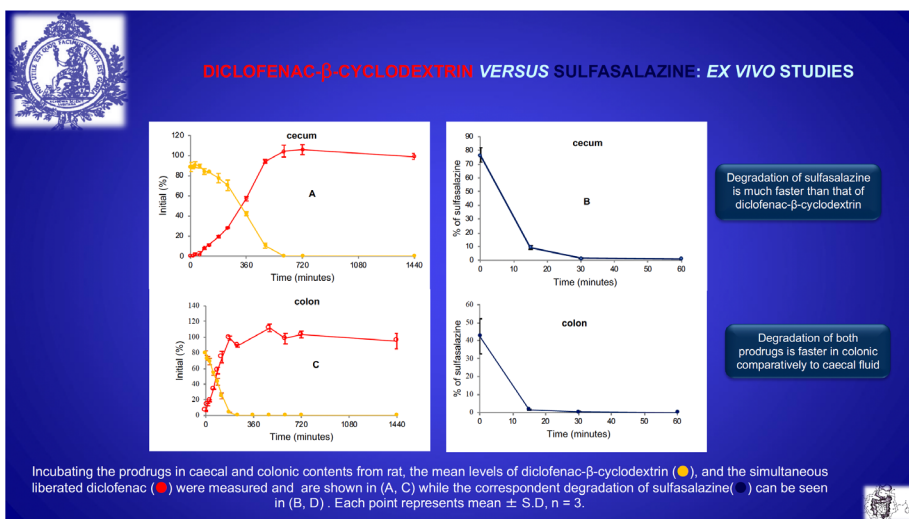 DICLOFENAC-β-CYCLODEXTRIN VERSUS SULFASALAZINE: EX VIVO STUDIES
cecum
Initial (%)
120
100
80
60
40
20
0
A
0 360 720 1080 1440
Time (minutes)
cecum
% of sulfasalazine
90
80
70
60
50
40
30
20
10
0
B
0 10 20 30 40 50 60
Time (minutes)
Degradation of sulfasalazine
is much faster than that of
diclofenac-β-cyclodextrin
colon
Initial (%)
140
120
100
80
60
40
20
0
C
0 360 720 1080 1440
Time (minutes)
colon
% of sulfasalazine
60
50
40
30
20
10
0
0 10 20 30 40 50 60
Time (minutes)
Degradation of both
prodrugs is faster in colonic
comparatively to caecal fluid
Incubating the prodrugs in caecal and colonic contents from rat, the mean levels of diclofenac-β-cyclodextrin (●), and the simultaneous
liberated diclofenac (●) were measured and are shown in (A, C) while the correspondent degradation of sulfasalazine(●) can be seen
in (B, D) . Each point represents mean ± S.D, n = 3.